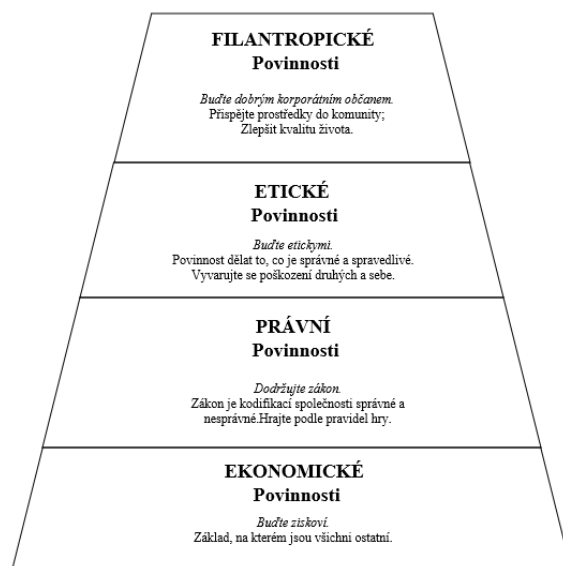 FILANTROPICKÉ
Povinnosti
Buďte dobrým korporátním občanem.
Přispějte prostředky do komunity;
Zlepšit kvalitu života.
ETICKÉ
Povinnosti
Buďte etickymi.
Povinnost dělat to, co je správné a spravedlivé.
Vyvarujte se poškození druhých a sebe.
PRÁVNÍ
Povinnosti
Dodržujte zákon.
Zákon je kodifikací společnosti správné a
nesprávné.Hrajte podle pravidel hry.
EKONOMICKÉ
Povinnosti
Buďte ziskoví.
Základ, na kterém jsou všichni ostatní.